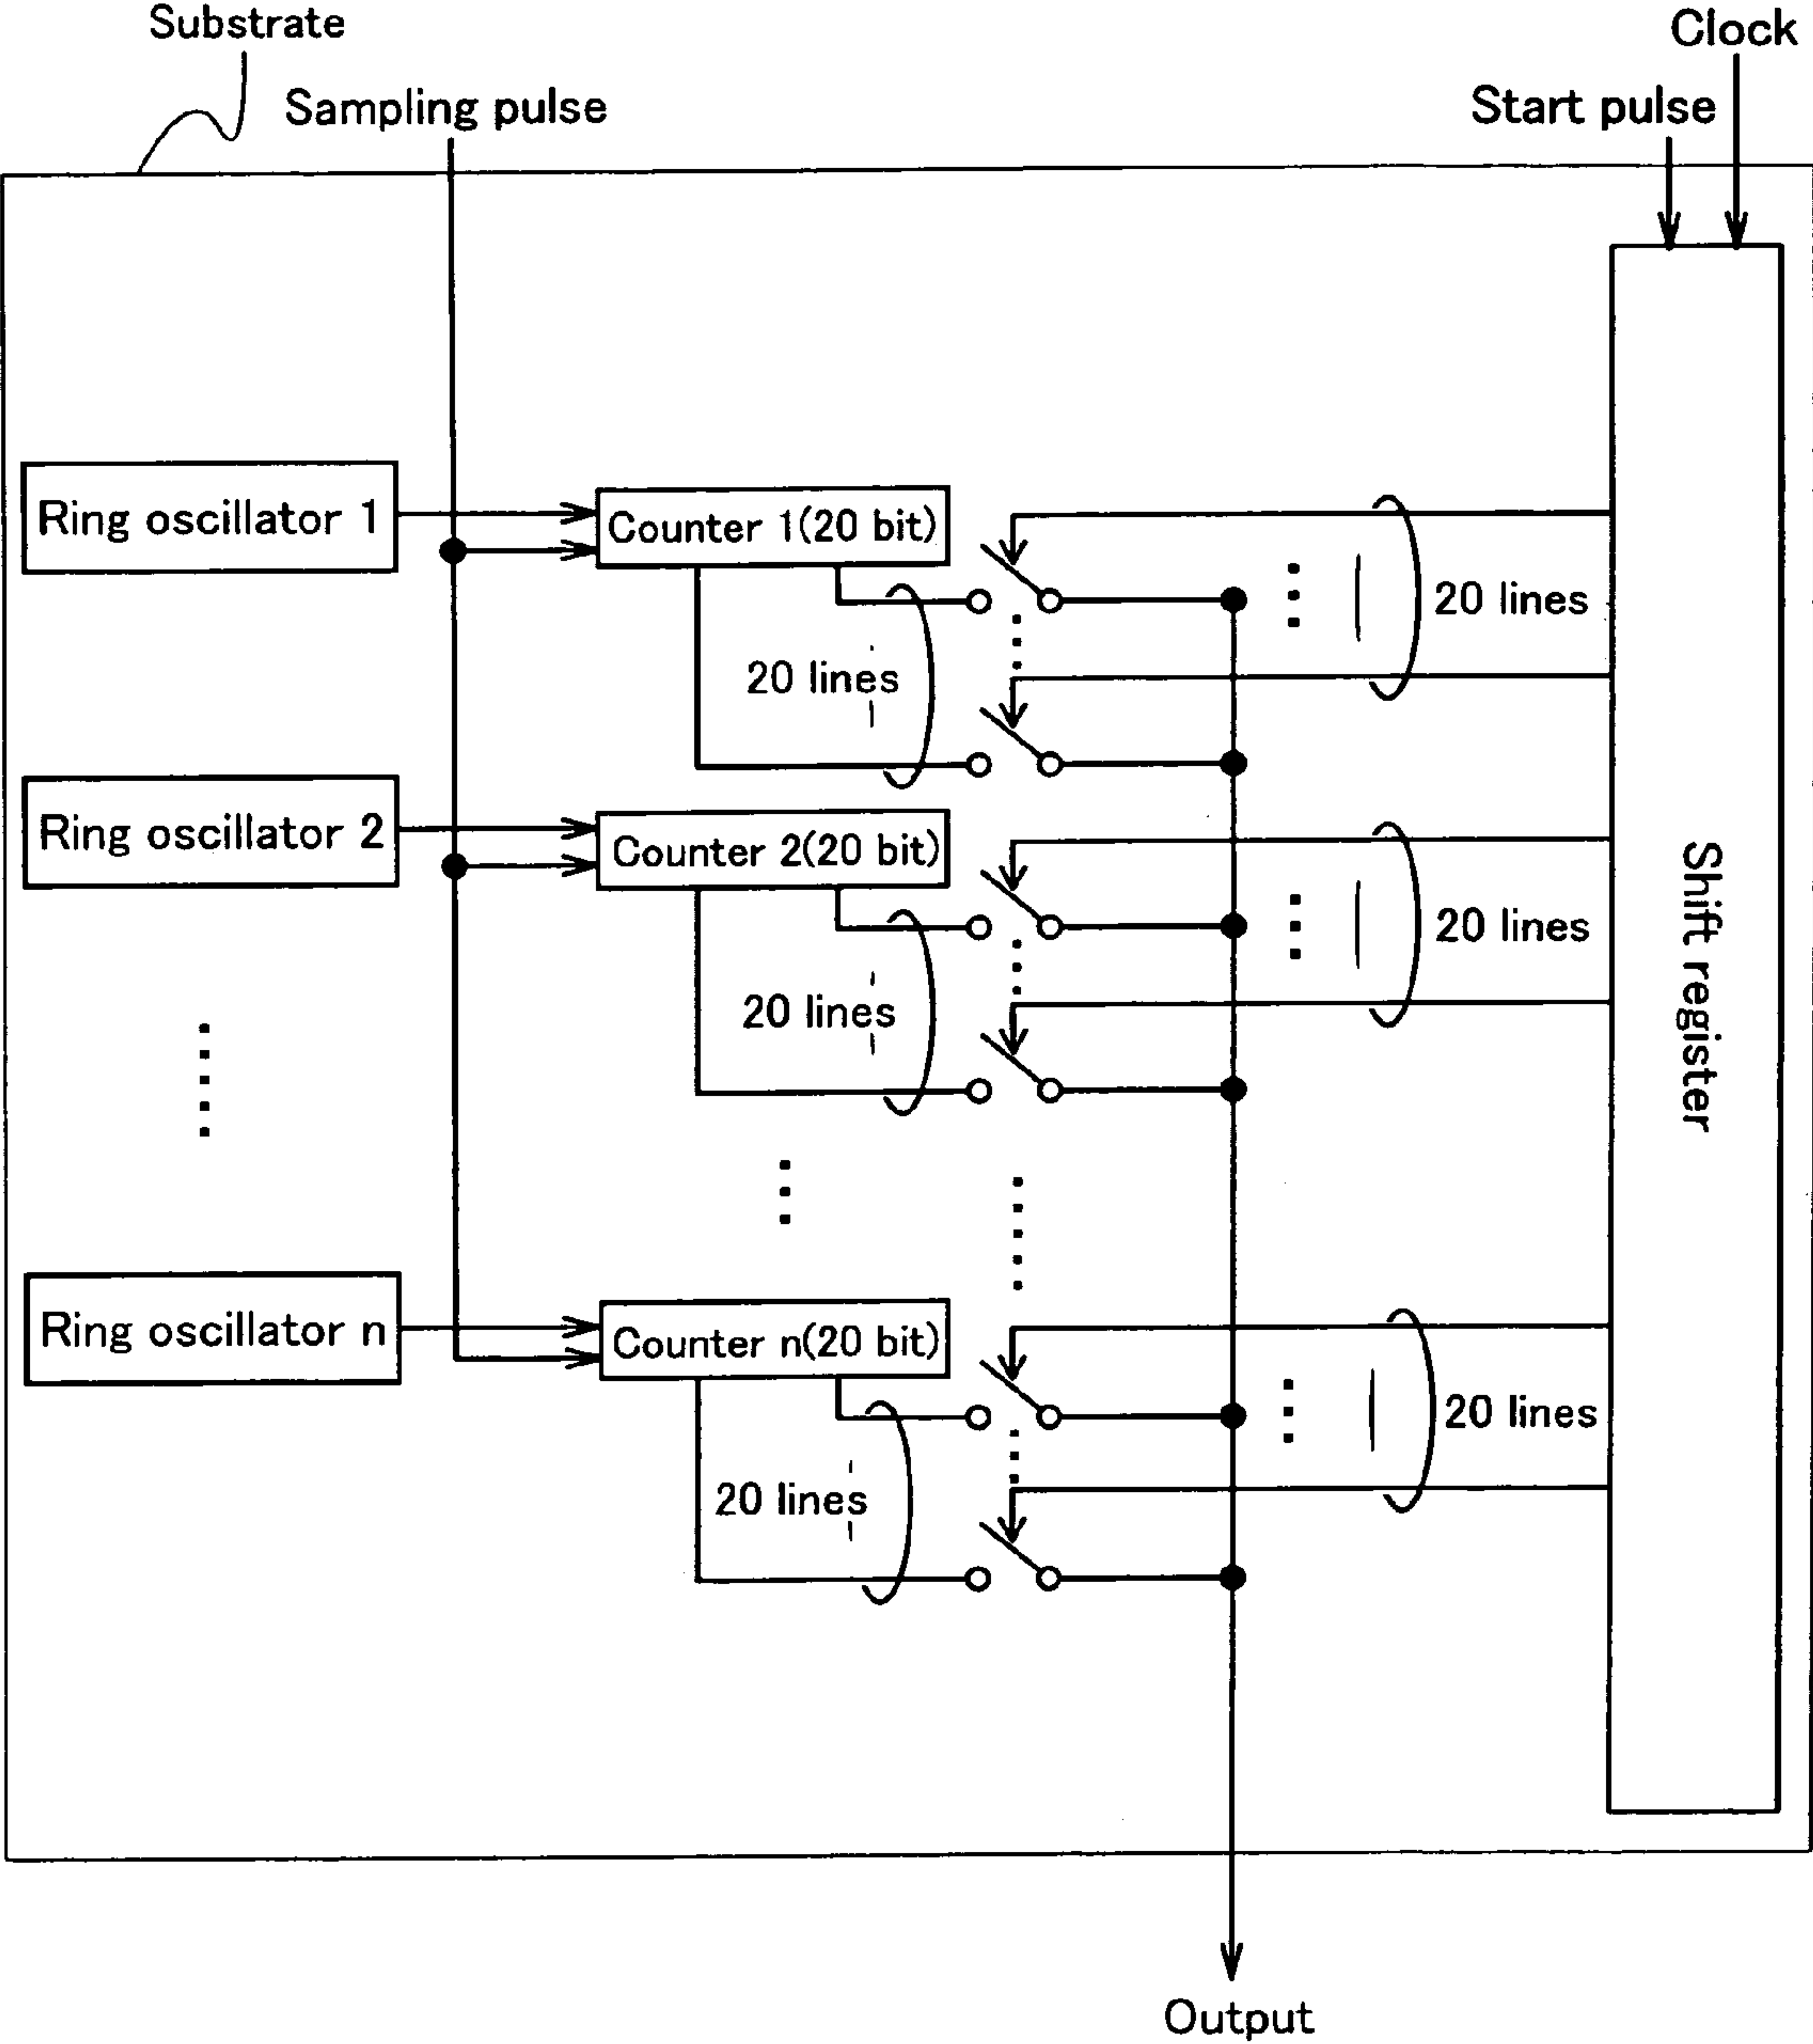 Substrate
Clock
Sampling pulse
Start pulse
Ring oscillator 1
Counter 1(20 bit)
20 lines
20 lines
Ring oscillator 2
Counter 2(20 bit)
20 lines
20 lines
Shift register
Ring oscillator n
Counter n(20 bit)
20 lines
20 lines
Output